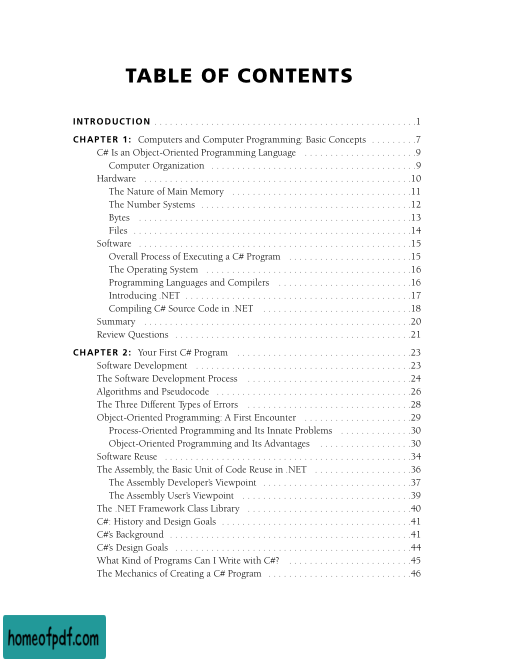 TABLE OF CONTENTS
INTRODUCTION . . . . . . . . . . . . . . . . . . . . 1
CHAPTER 1: Computers and Computer Programming: Basic Concepts . . . . . . . . . 7
C# Is an Object-Oriented Programming Language . . . . . . . . . . 9
Computer Organization . . . . . . . . . . 9
Hardware . . . . . . . . . . 10
The Nature of Main Memory . . . . . . . . . . 11
The Number Systems . . . . . . . . . . 12
Bytes . . . . . . . . . . 13
Files . . . . . . . . . . 14
Software . . . . . . . . . . 15
Overall Process of Executing a C# Program . . . . . . . . . . 15
The Operating System . . . . . . . . . . 16
Programming Languages and Compilers . . . . . . . . . . 16
Introducing .NET . . . . . . . . . . 17
Compiling C# Source Code in .NET . . . . . . . . . . 18
Summary . . . . . . . . . . 20
Review Questions . . . . . . . . . . 21
CHAPTER 2: Your First C# Program . . . . . . . . . . 23
Software Development . . . . . . . . . . 23
The Software Development Process . . . . . . . . . . 24
Algorithms and Pseudocode . . . . . . . . . . 26
The Three Different Types of Errors . . . . . . . . . . 28
Object-Oriented Programming: A First Encounter . . . . . . . . . . 29
Process-Oriented Programming and Its Innate Problems . . . . . . . . . . 30
Object-Oriented Programming and Its Advantages . . . . . . . . . . 30
Software Reuse . . . . . . . . . . 34
The Assembly, the Basic Unit of Code Reuse in .NET . . . . . . . . . . 36
The Assembly Developer's Viewpoint . . . . . . . . . . 37
The Assembly User's Viewpoint . . . . . . . . . . 39
The .NET Framework Class Library . . . . . . . . . . 40
C#: History and Design Goals . . . . . . . . . . 41
C#'s Background . . . . . . . . . . 41
C#'s Design Goals . . . . . . . . . . 44
What Kind of Programs Can I Write with C#? . . . . . . . . . . 45
The Mechanics of Creating a C# Program . . . . . . . . . . 46
homeofpdf.com